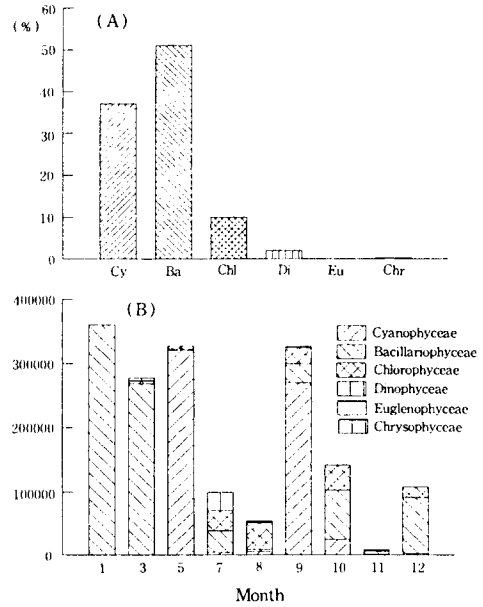 60
(%)
(A)
50
40
30
20
10
0
Cy Ba Chl Di Eu Chr
400000
(B)
300000
200000
100000
0
Cyanophyceae
Bacillariophyceae
Chlorophyceae
Dinophyceae
Euglenophyceae
Chrysophyceae
1 3 5 7 8 9 10 11 12
Month